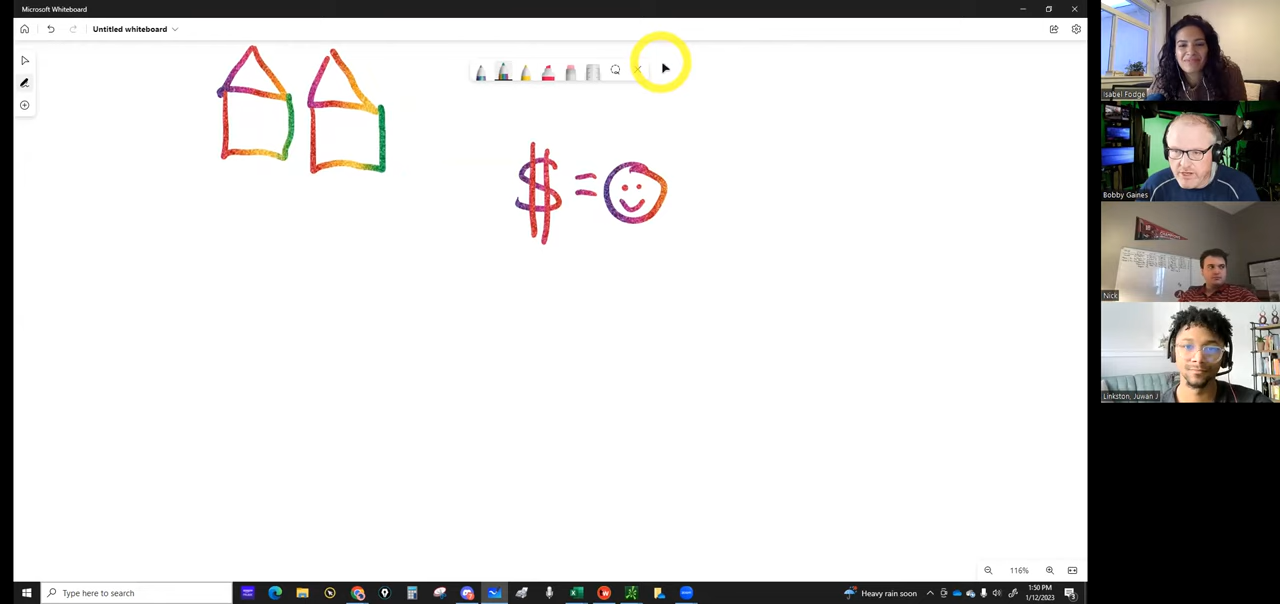 Microsoft Whiteboard
Untitled whiteboard
$ =
Isabel Fodge
Bobby Gaines
Nick
Linkston, Juwan J
116%
Type here to search
Heavy rain soon
1:50 PM
1/12/2023